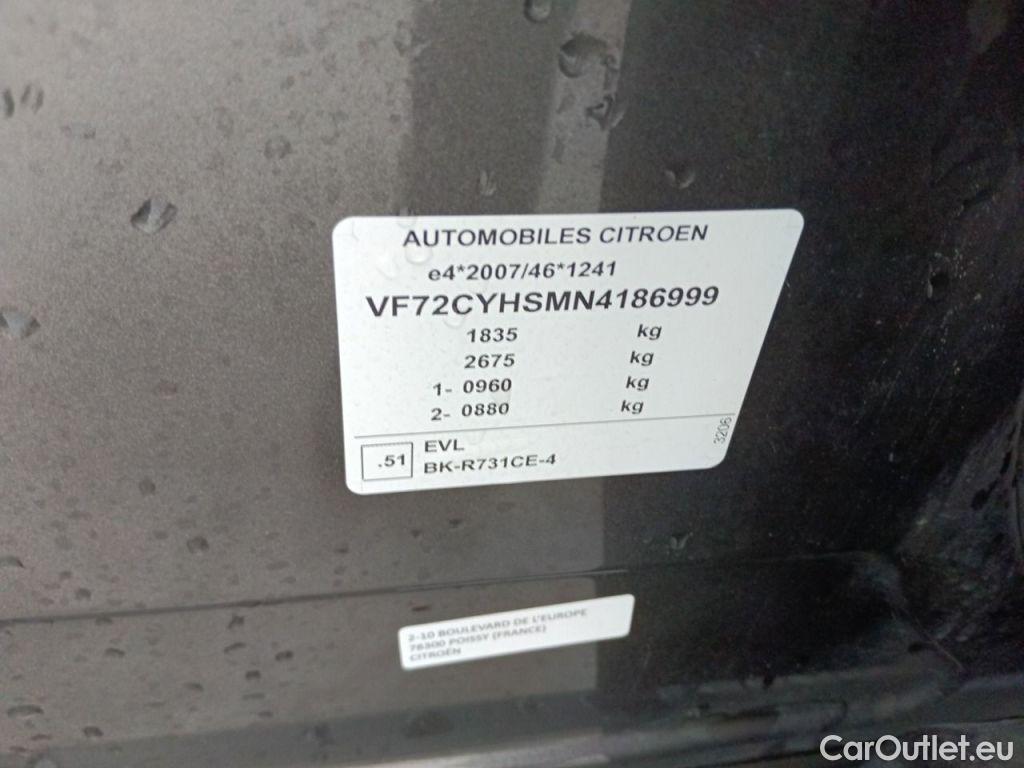 AUTOMOBILES CITROEN
e4*2007/46*1241
VF72CYHSMN4186999
1835 kg
2675 kg
1- 0960 kg
2- 0880 kg
.51
EVL
BK-R731CE-4
3206
2-10 BOULEVARD DE L'EUROPE
78300 POISSY (FRANCE)
CITROËN
CarOutlet.eu